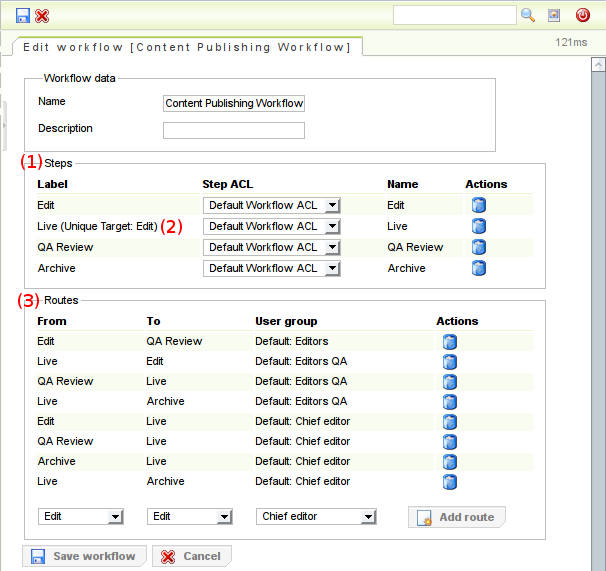 Edit workflow [Content Publishing Workflow]
121ms
Workflow data
Name Content Publishing Workflow
Description
(1) Steps
Label Step ACL Name Actions
Edit Default Workflow ACL Edit
Live (Unique Target: Edit) (2) Default Workflow ACL Live
QA Review Default Workflow ACL QA Review
Archive Default Workflow ACL Archive
(3) Routes
From To User group Actions
Edit QA Review Default: Editors
Live Edit Default: Editors QA
QA Review Live Default: Editors QA
Live Archive Default: Editors QA
Edit Live Default: Chief editor
QA Review Live Default: Chief editor
Archive Live Default: Chief editor
Live Archive Default: Chief editor
Edit Edit Chief editor Add route
Save workflow Cancel